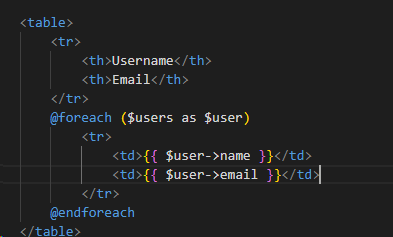 <table>
<tr>
<th>Username</th>
<th>Email</th>
</tr>
@foreach ($users as $user)
<tr>
<td>{{ $user->name }}</td>
<td>{{ $user->email }}</td>
</tr>
@endforeach
</table>